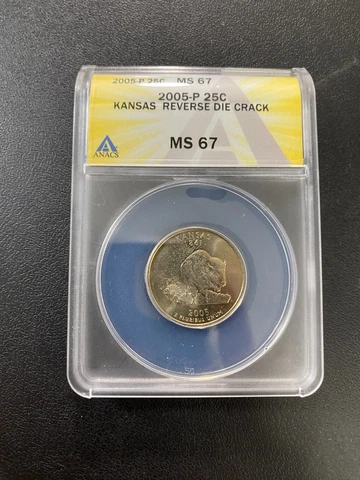 2005-P 25C MS 67
2005-P 25C
KANSAS REVERSE DIE CRACK
MS 67
ANACS
KANSAS
1861
2005
E PLURIBUS UNUM